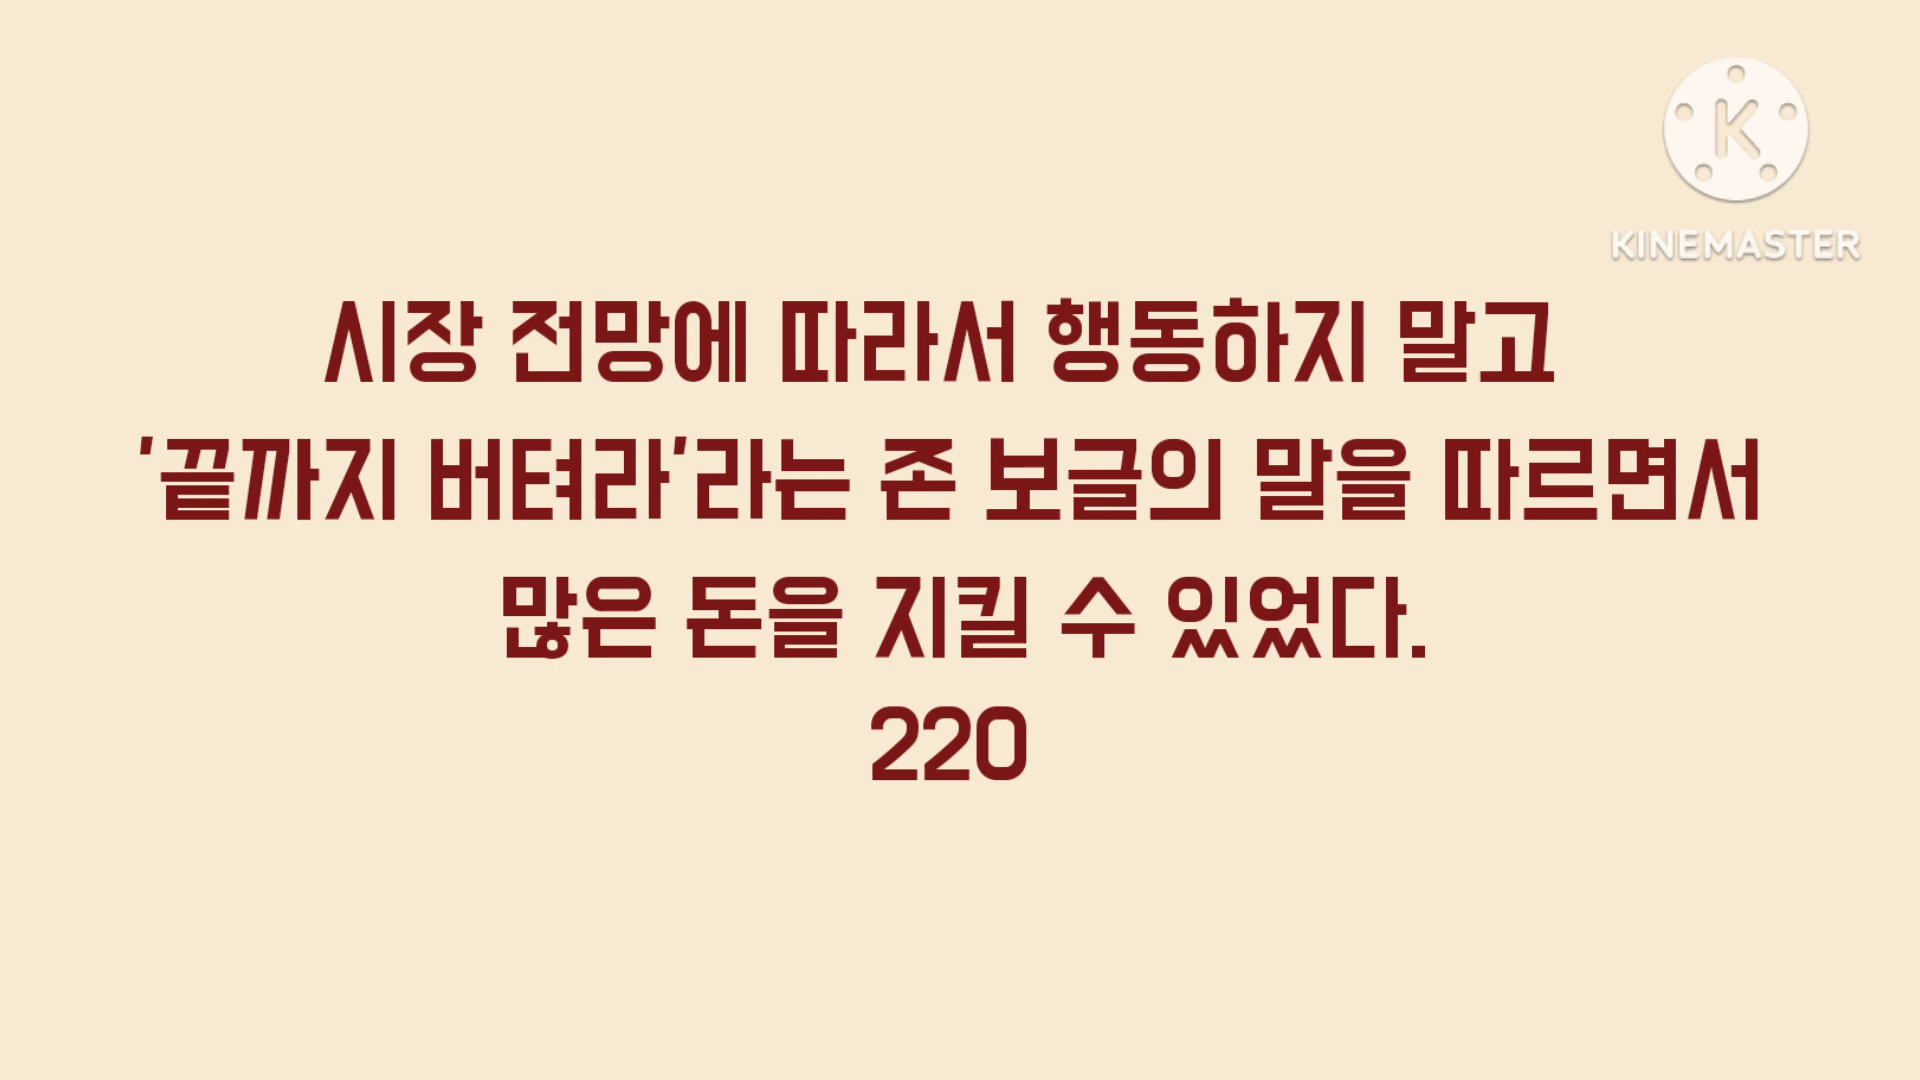 KINEMASTER
시장 전망에 따라서 행동하지 말고
'끝까지 버텨라'라는 존 보글의 말을 따르면서
많은 돈을 지킬 수 있었다.
220